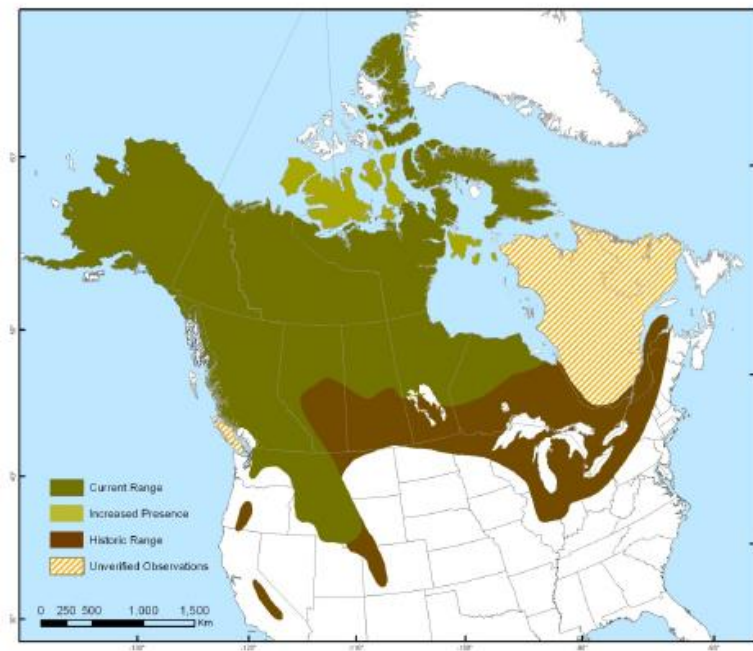 Current Range
Increased Presence
Historic Range
Unverified Observations
0 250 500 1,000 1,500
Km